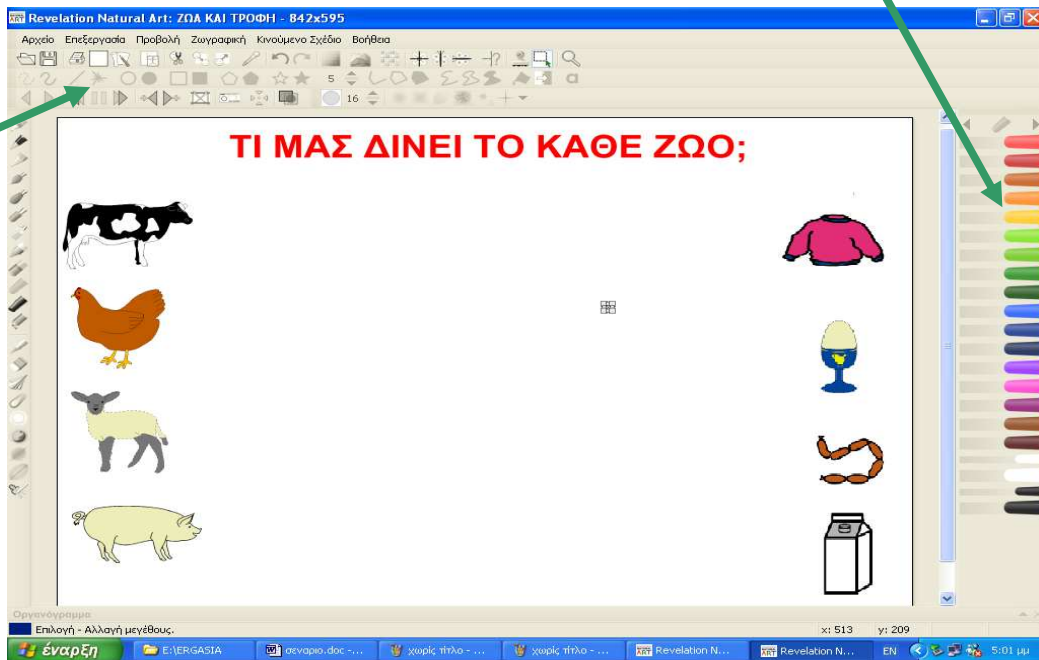 Revelation Natural Art: ΖΩΑ ΚΑΙ ΤΡΟΦΗ - 842x595
Αρχείο Επεξεργασία Προβολή Ζωγραφική Κινούμενο Σχέδιο Βοήθεια
5
16
ΤΙ ΜΑΣ ΔΙΝΕΙ ΤΟ ΚΑΘΕ ΖΩΟ;
Οργανόγραμμα
Επιλογή - Αλλαγή μεγέθους. x: 513 y: 209
έναρξη E:\ERGASIA σεναριο.doc -... χωρίς τίτλο - ... χωρίς τίτλο - ... Revelation N... Revelation N... EN 5:01 μμ